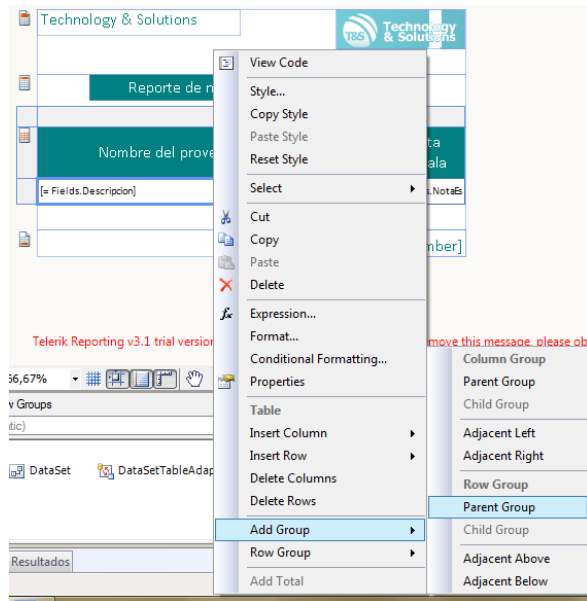 Technology & Solutions
T&S Technology & Solutions
Reporte de n
Nombre del prove
ta
ala
[= Fields.Descripcion]
s.NotaEs
mber]
View Code
Style...
Copy Style
Paste Style
Reset Style
Select
Cut
Copy
Paste
Delete
fx Expression...
Format...
Conditional Formatting...
Properties
Table
Insert Column
Insert Row
Delete Columns
Delete Rows
Add Group
Row Group
Add Total
Telerik Reporting v3.1 trial version
move this message, please ob
Column Group
Parent Group
Child Group
Adjacent Left
Adjacent Right
Row Group
Parent Group
Child Group
Adjacent Above
Adjacent Below
66,67%
v Groups
tic)
DataSet
DataSetTableAdap
Resultados